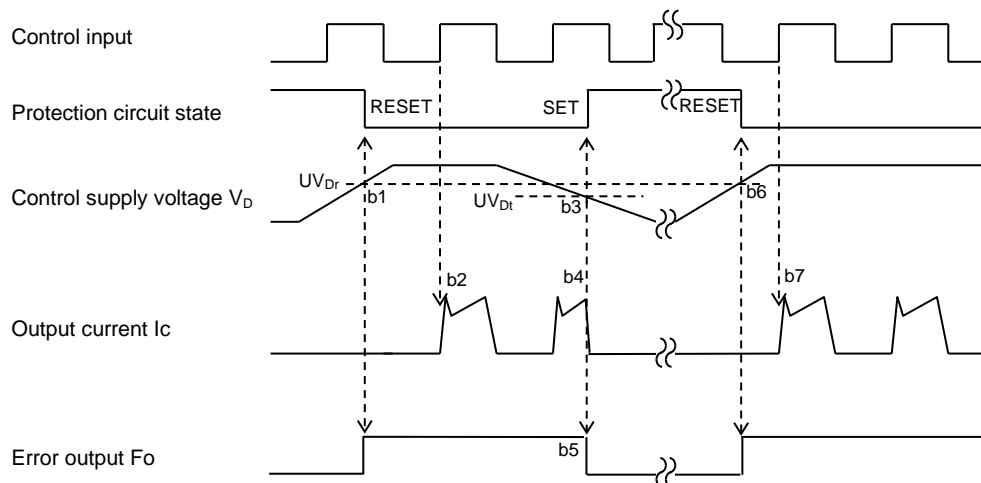 Control input
Protection circuit state
RESET
SET
RESET
Control supply voltage VD
UVDr
b1
UVDt
b3
b6
b2
b4
b7
Output current Ic
b5
Error output Fo